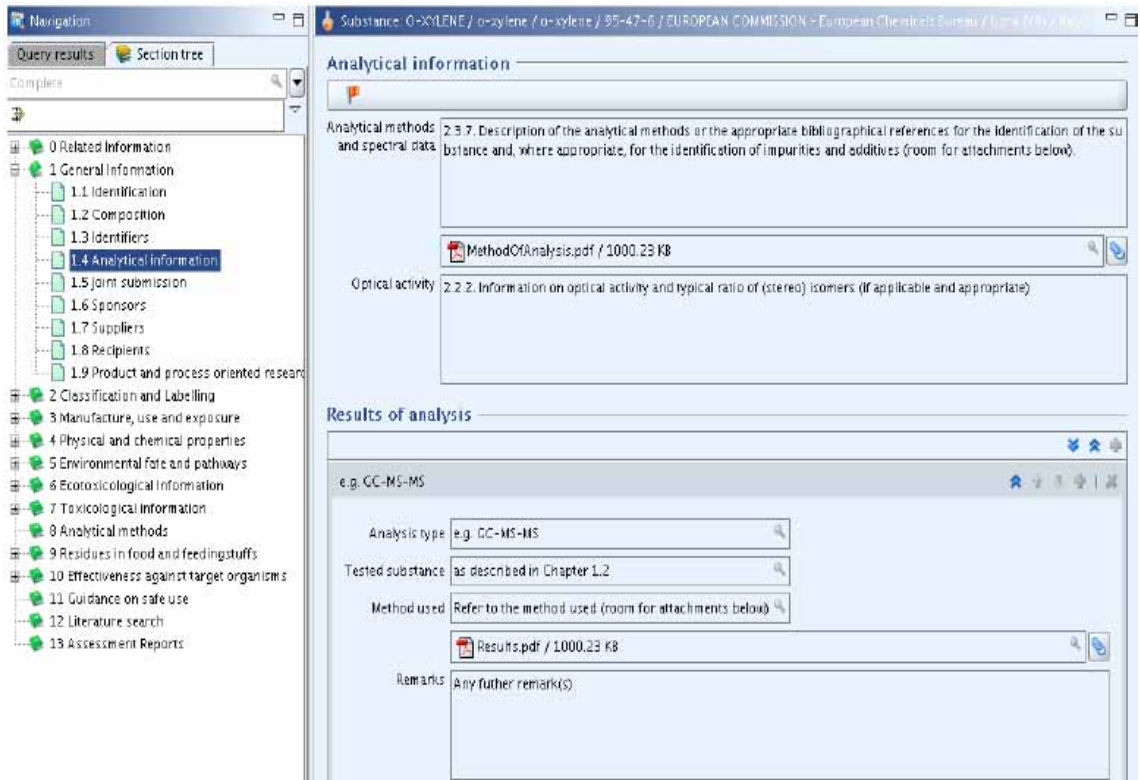 Navigation
Query results
Section tree
Complete
0 Related Information
1 General Information
1.1 Identification
1.2 Composition
1.3 Identifiers
1.4 Analytical information
1.5 Joint submission
1.6 Sponsors
1.7 Suppliers
1.8 Recipients
1.9 Product and process oriented researc
2 Classification and Labelling
3 Manufacture, use and exposure
4 Physical and chemical properties
5 Environmental fate and pathways
6 Ecotoxicological Information
7 Toxicological information
8 Analytical methods
9 Residues in food and feedingstuffs
10 Effectiveness against target organisms
11 Guidance on safe use
12 Literature search
13 Assessment Reports
Substance: O-XYLENE / o-xylene / o-xylene / 95-47-6 / EUROPEAN COMMISSION - European Chemicals Bureau /
Analytical information
Analytical methods and spectral data
2.3.7. Description of the analytical methods or the appropriate bibliographical references for the identification of the su
bstance and, where appropriate, for the identification of impurities and additives (room for attachments below).
MethodOfAnalysis.pdf / 1000.23 KB
Optical activity
2.2.2. Information on optical activity and typical ratio of (stereo) isomers (if applicable and appropriate)
Results of analysis
e.g. GC-MS-MS
Analysis type e.g. GC-MS-MS
Tested substance as described in Chapter 1.2
Method used Refer to the method used (room for attachments below)
Results.pdf / 1000.23 KB
Remarks Any futher remark(s)